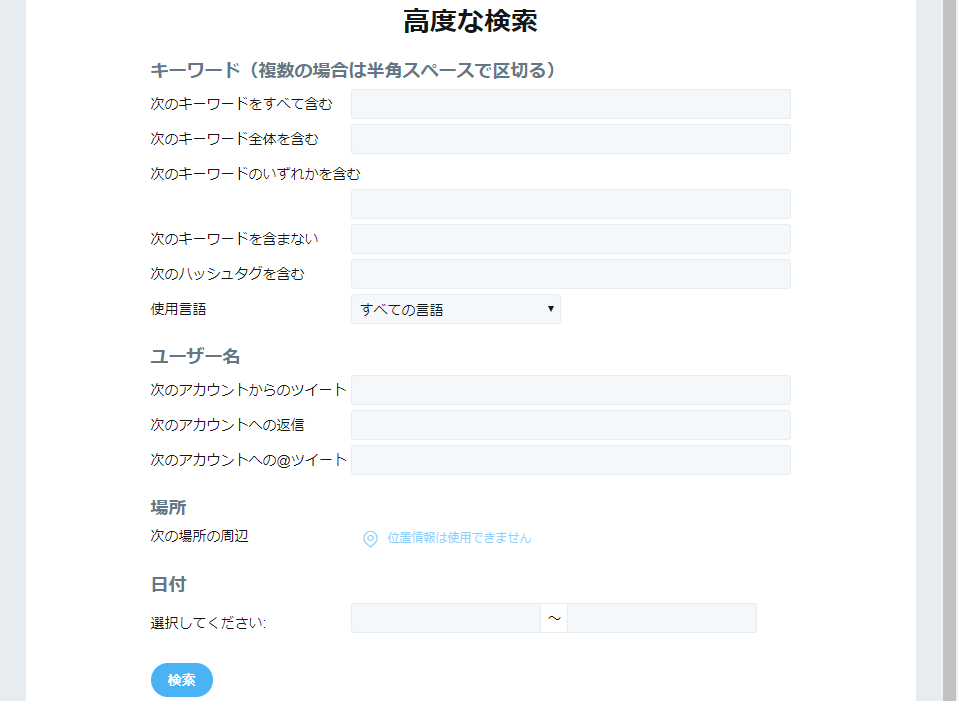 高度な検索
キーワード（複数の場合は半角スペースで区切る）
次のキーワードをすべて含む
次のキーワード全体を含む
次のキーワードのいずれかを含む
次のキーワードを含まない
次のハッシュタグを含む
使用言語 すべての言語
ユーザー名
次のアカウントからのツイート
次のアカウントへの返信
次のアカウントへの@ツイート
場所
次の場所の周辺 位置情報は使用できません
日付
選択してください: ～
検索